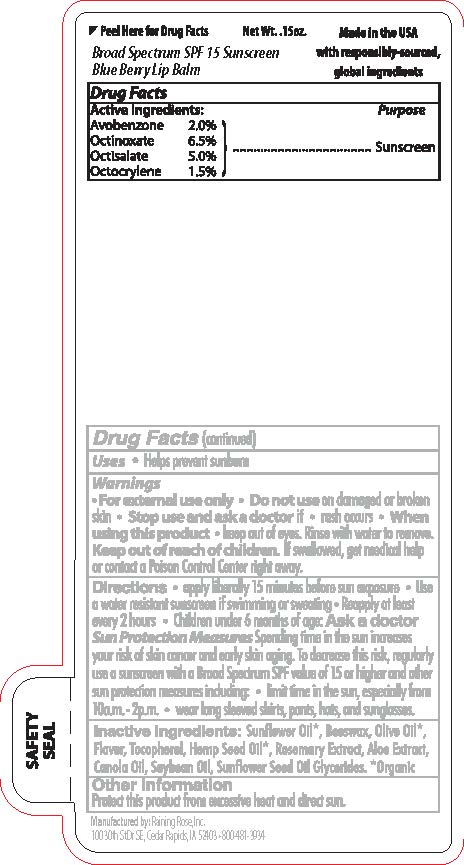 Peel Here for Drug Facts Net Wt. .15oz. Made in the USA
Broad Spectrum SPF 15 Sunscreen with responsibly-sourced,
Blue Berry Lip Balm global ingredients
Drug Facts
Active Ingredients: Purpose
Avobenzone 2.0%
Octinoxate 6.5%
Octisalate 5.0% Sunscreen
Octocrylene 1.5%
Drug Facts (continued)
Uses • Helps prevent sunburn
Warnings
• For external use only • Do not use on damaged or broken
skin • Stop use and ask a doctor if • rash occurs • When
using this product • keep out of eyes. Rinse with water to remove.
Keep out of reach of children. If swallowed, get medical help
or contact a Poison Control Center right away.
Directions • apply liberally 15 minutes before sun exposure • Use
a water resistant sunscreen if swimming or sweating • Reapply at least
every 2 hours • Children under 6 months of age: Ask a doctor
Sun Protection Measures Spending time in the sun increases
your risk of skin cancer and early skin aging. To decrease this risk, regularly
use a sunscreen with a Broad Spectrum SPF value of 15 or higher and other
sun protection measures including: • limit time in the sun, especially from
10a.m. - 2p.m. • wear long sleeved shirts, pants, hats, and sunglasses.
Inactive Ingredients: Sunflower Oil*, Beeswax, Olive Oil*,
Flavor, Tocopherol, Hemp Seed Oil*, Rosemary Extract, Aloe Extract,
Canola Oil, Soybean Oil, Sunflower Seed Oil Glycerides. *Organic
Other Information
Protect this product from excessive heat and direct sun.
Manufactured by: Raining Rose, Inc.
100 30th St Dr SE, Cedar Rapids, IA 52403 • 800-481-3934
SAFETY
SEAL